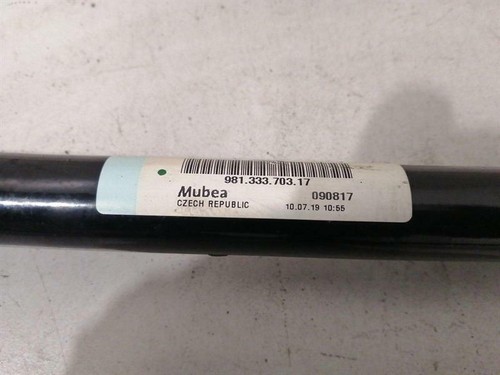 981.333.703.17
Mubea 090817
CZECH REPUBLIC 10.07.19 10:55